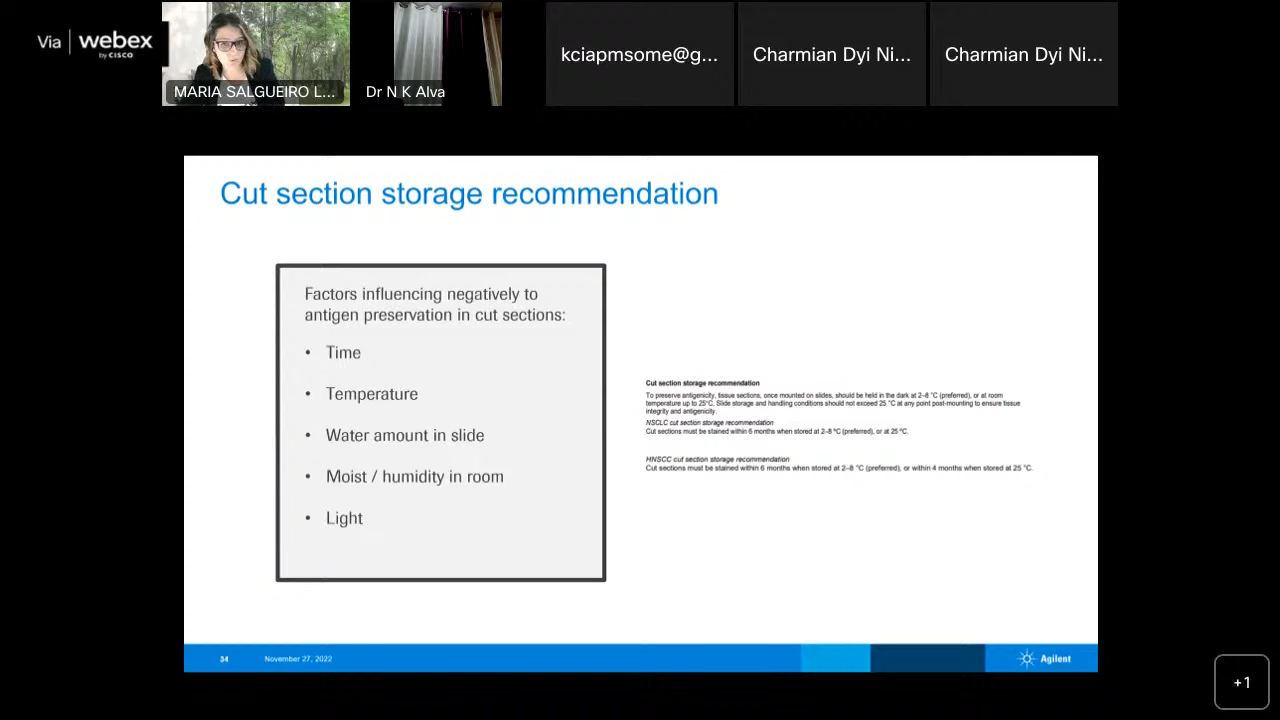 Via webex
by CISCO
MARIA SALGUEIRO L...
Dr N K Alva
kciapmsome@g...
Charmian Dyi Ni...
Charmian Dyi Ni...
Cut section storage recommendation
Factors influencing negatively to
antigen preservation in cut sections:
• Time
• Temperature
• Water amount in slide
• Moist / humidity in room
• Light
Cut section storage recommendation
To preserve antigenicity, tissue sections, once mounted on slides, should be held in the dark at 2–8 °C (preferred), or at room
temperature up to 25°C, Slide storage and handling conditions should not exceed 25 °C at any point post-mounting to ensure tissue
integrity and antigenicity.
NSCLC cut section storage recommendation
Cut sections must be stained within 6 months when stored at 2–8 °C (preferred), or at 25 °C.
HNSCC cut section storage recommendation
Cut sections must be stained within 6 months when stored at 2–8 °C (preferred), or within 4 months when stored at 25 °C.
34
November 27, 2022
Agilent
+1